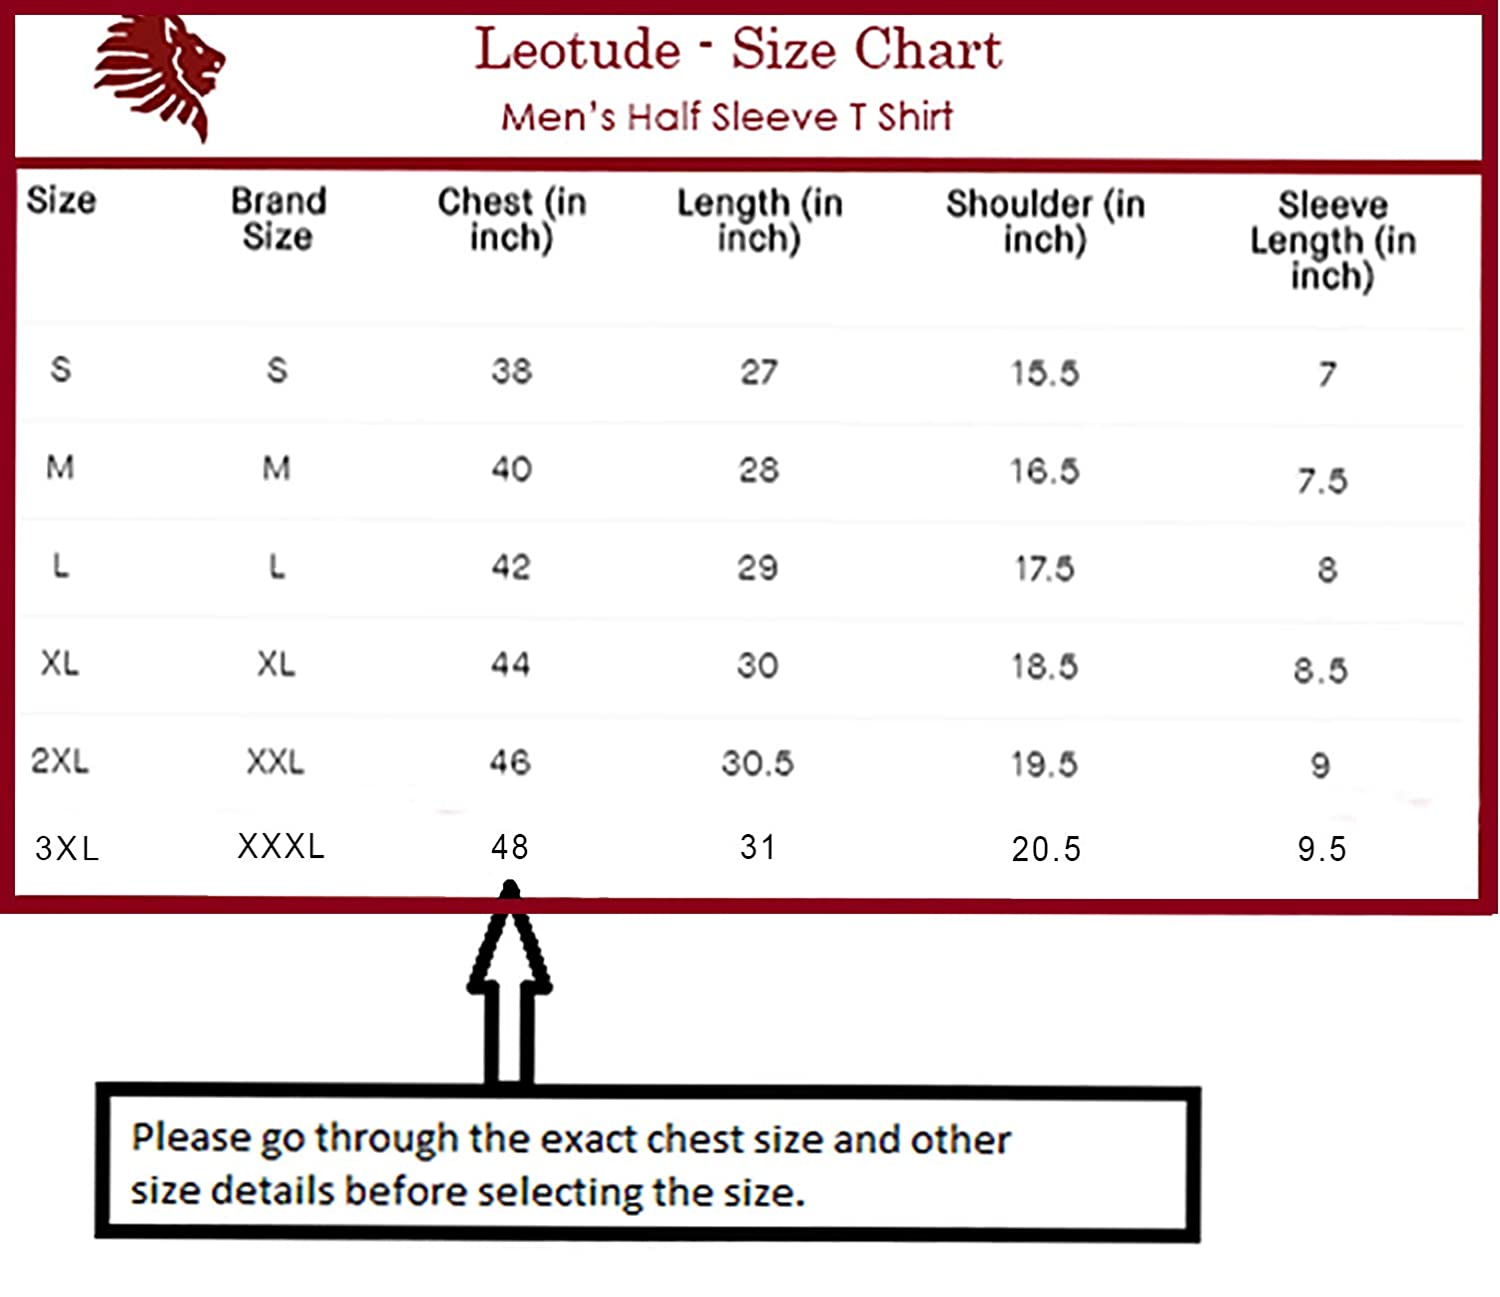 Leotude - Size Chart
Men's Half Sleeve T Shirt
Size Brand Size Chest (in inch) Length (in inch) Shoulder (in inch) Sleeve Length (in inch)
S S 38 27 15.5 7
M M 40 28 16.5 7.5
L L 42 29 17.5 8
XL XL 44 30 18.5 8.5
2XL XXL 46 30.5 19.5 9
3XL XXXL 48 31 20.5 9.5
Please go through the exact chest size and other
size details before selecting the size.